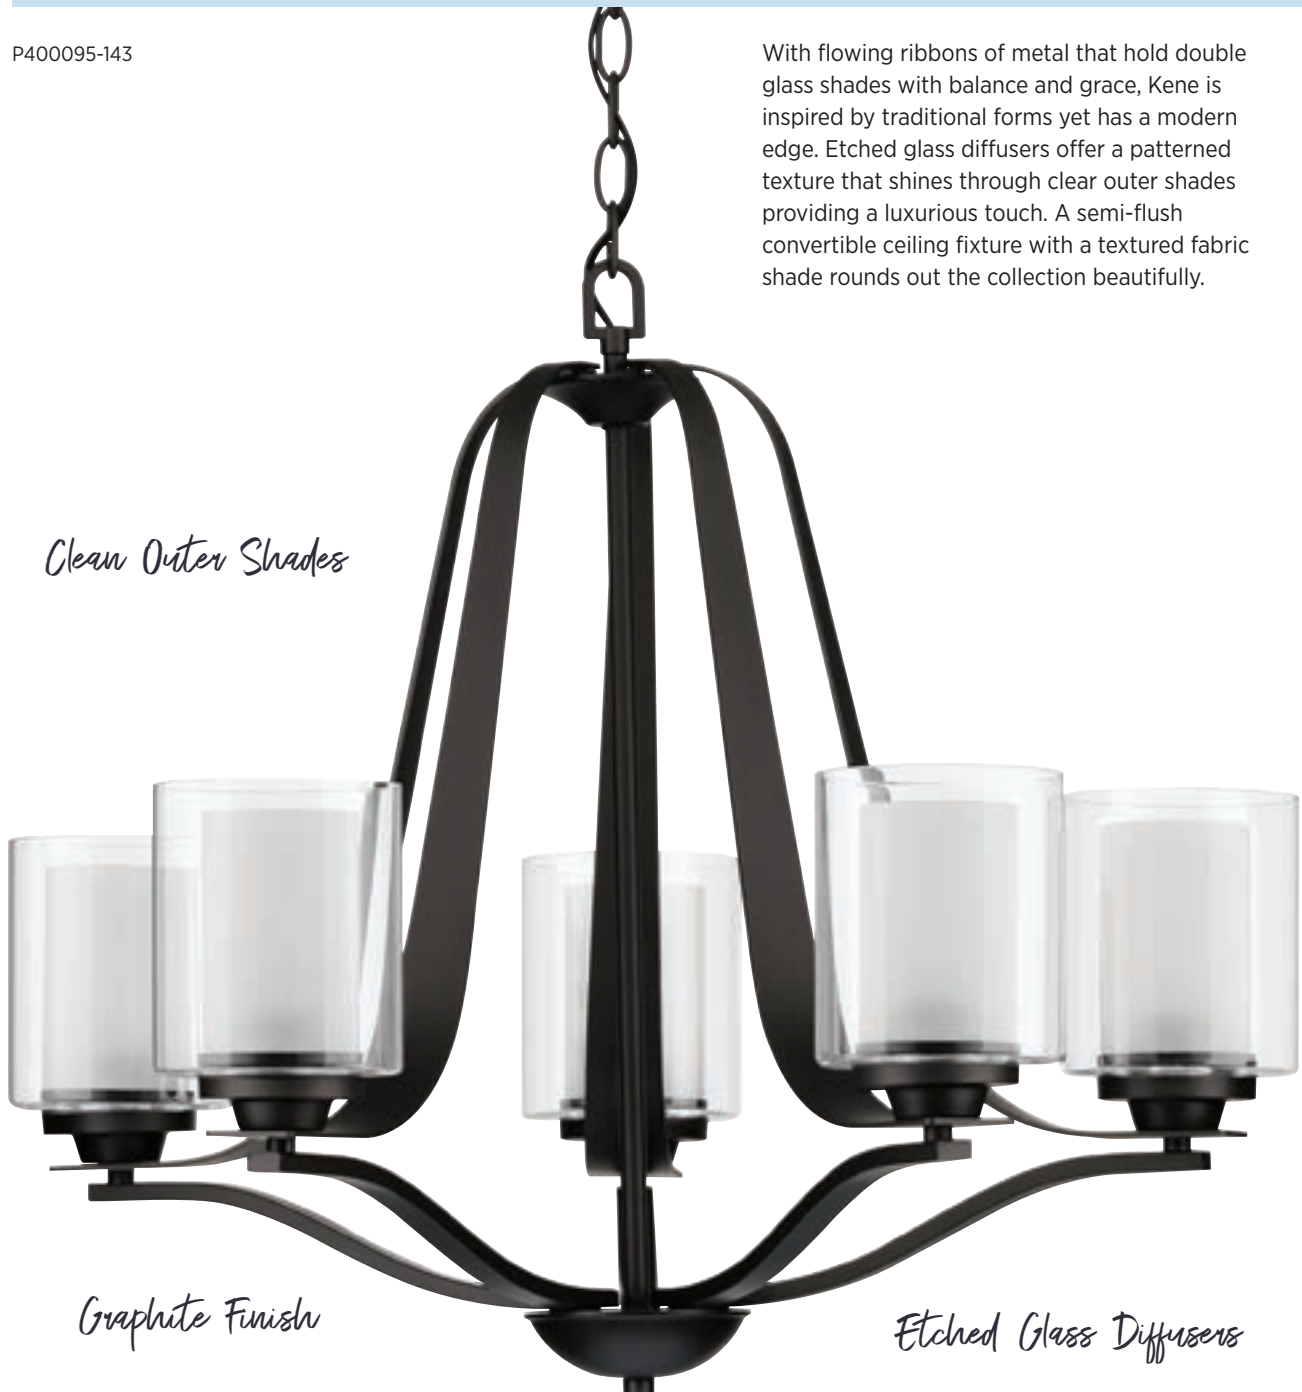 P400095-143
With flowing ribbons of metal that hold double
glass shades with balance and grace, Kene is
inspired by traditional forms yet has a modern
edge. Etched glass diffusers offer a patterned
texture that shines through clear outer shades
providing a luxurious touch. A semi-flush
convertible ceiling fixture with a textured fabric
shade rounds out the collection beautifully.
Clean Outer Shades
Graphite Finish
Etched Glass Diffusers